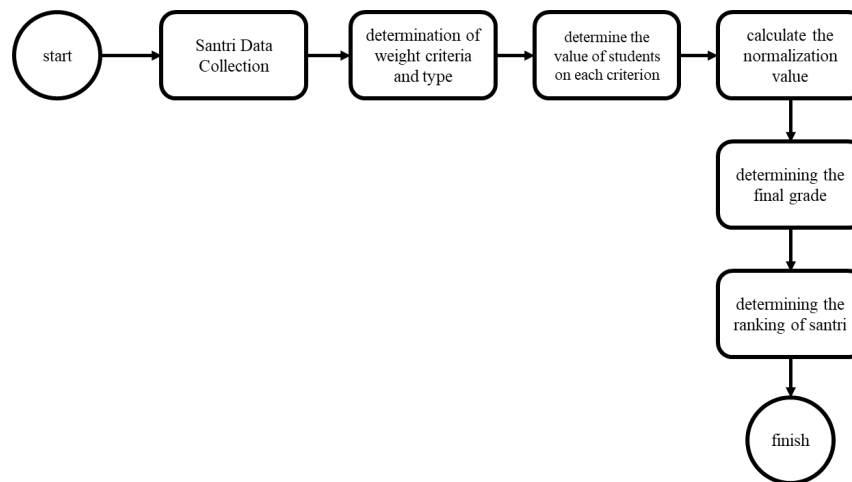 start
Santri Data
Collection
determination of
weight criteria
and type
determine the
value of students
on each criterion
calculate the
normalization
value
determining the
final grade
determining the
ranking of santri
finish